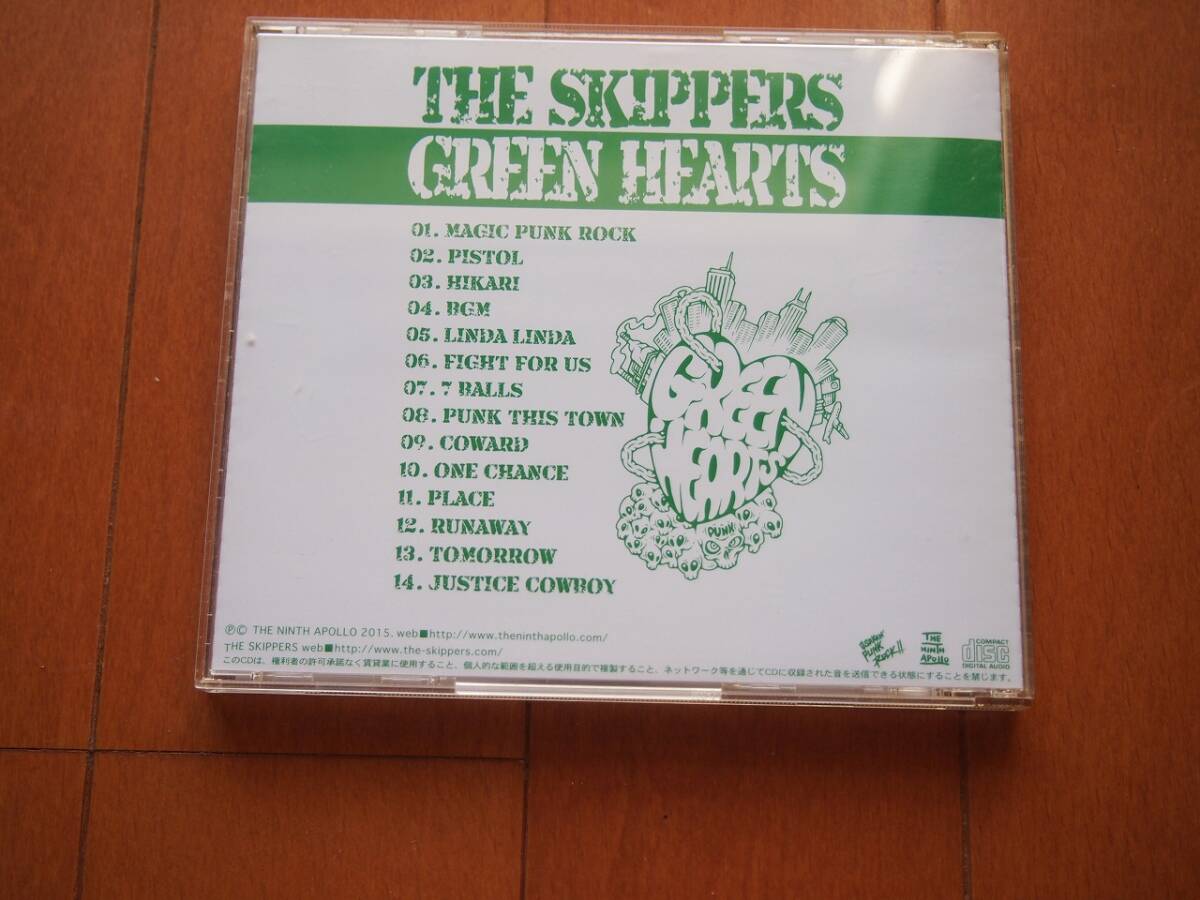 THE SKIPPERS
GREEN HEARTS
01. MAGIC PUNK ROCK
02. PISTOL
03. HIKARI
04. BGM
05. LINDA LINDA
06. FIGHT FOR US
07. 7 BALLS
08. PUNK THIS TOWN
09. COWARD
10. ONE CHANCE
11. PLACE
12. RUNAWAY
13. TOMORROW
14. JUSTICE COWBOY
GREEN
HEARTS
PUNX
℗© THE NINTH APOLLO 2015. web■http://www.theninthapollo.com/
THE SKIPPERS web■http://www.the-skippers.com/
このCDは、権利者の許可承諾なく賃貸業に使用すること、個人的な範囲を超える使用目的で複製すること、ネットワーク等を通じてCDに収録された音を送信できる状態にすることを禁じます。
PUNK
ROCK!!
THE
NINTH
APOLLO
COMPACT
disc
DIGITAL AUDIO